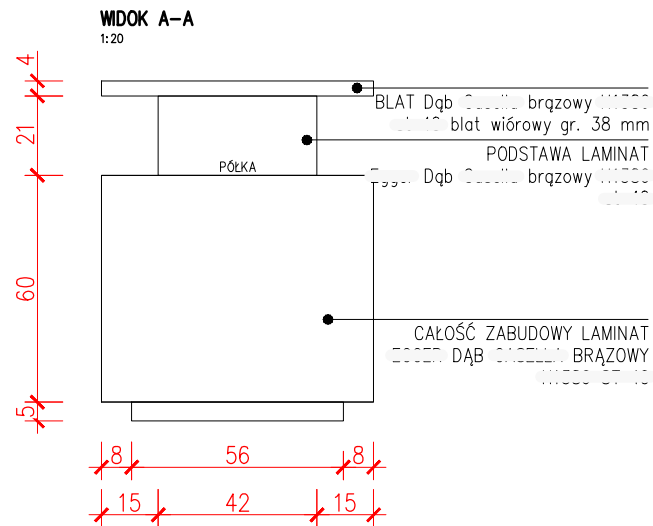 WIDOK A-A
1:20
4
BLAT Dąb brązowy
blat wiórowy gr. 38 mm
21
PODSTAWA LAMINAT
PÓŁKA
Dąb brązowy
60
CAŁOŚĆ ZABUDOWY LAMINAT
DĄB BRĄZOWY
5
8 56 8
15 42 15